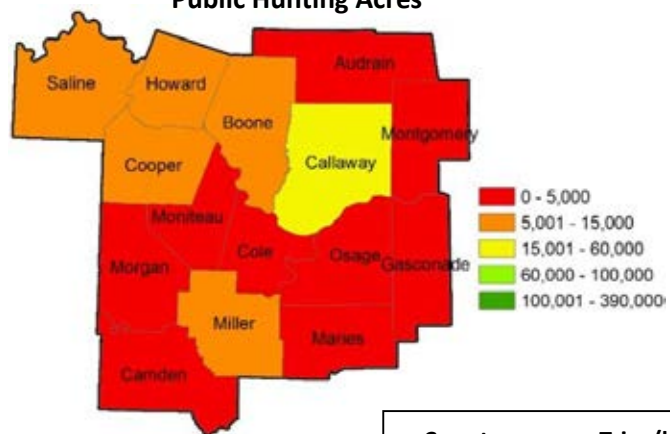 Public Hunting Acres
Audrain
Saline
Howard
Boone
Montgomery
Callaway
Cooper
Moniteau
Cole
Osage
Gasconade
Morgan
Miller
Maries
Camden
0 - 5,000
5,001 - 15,000
15,001 - 60,000
60,000 - 100,000
100,001 - 390,000